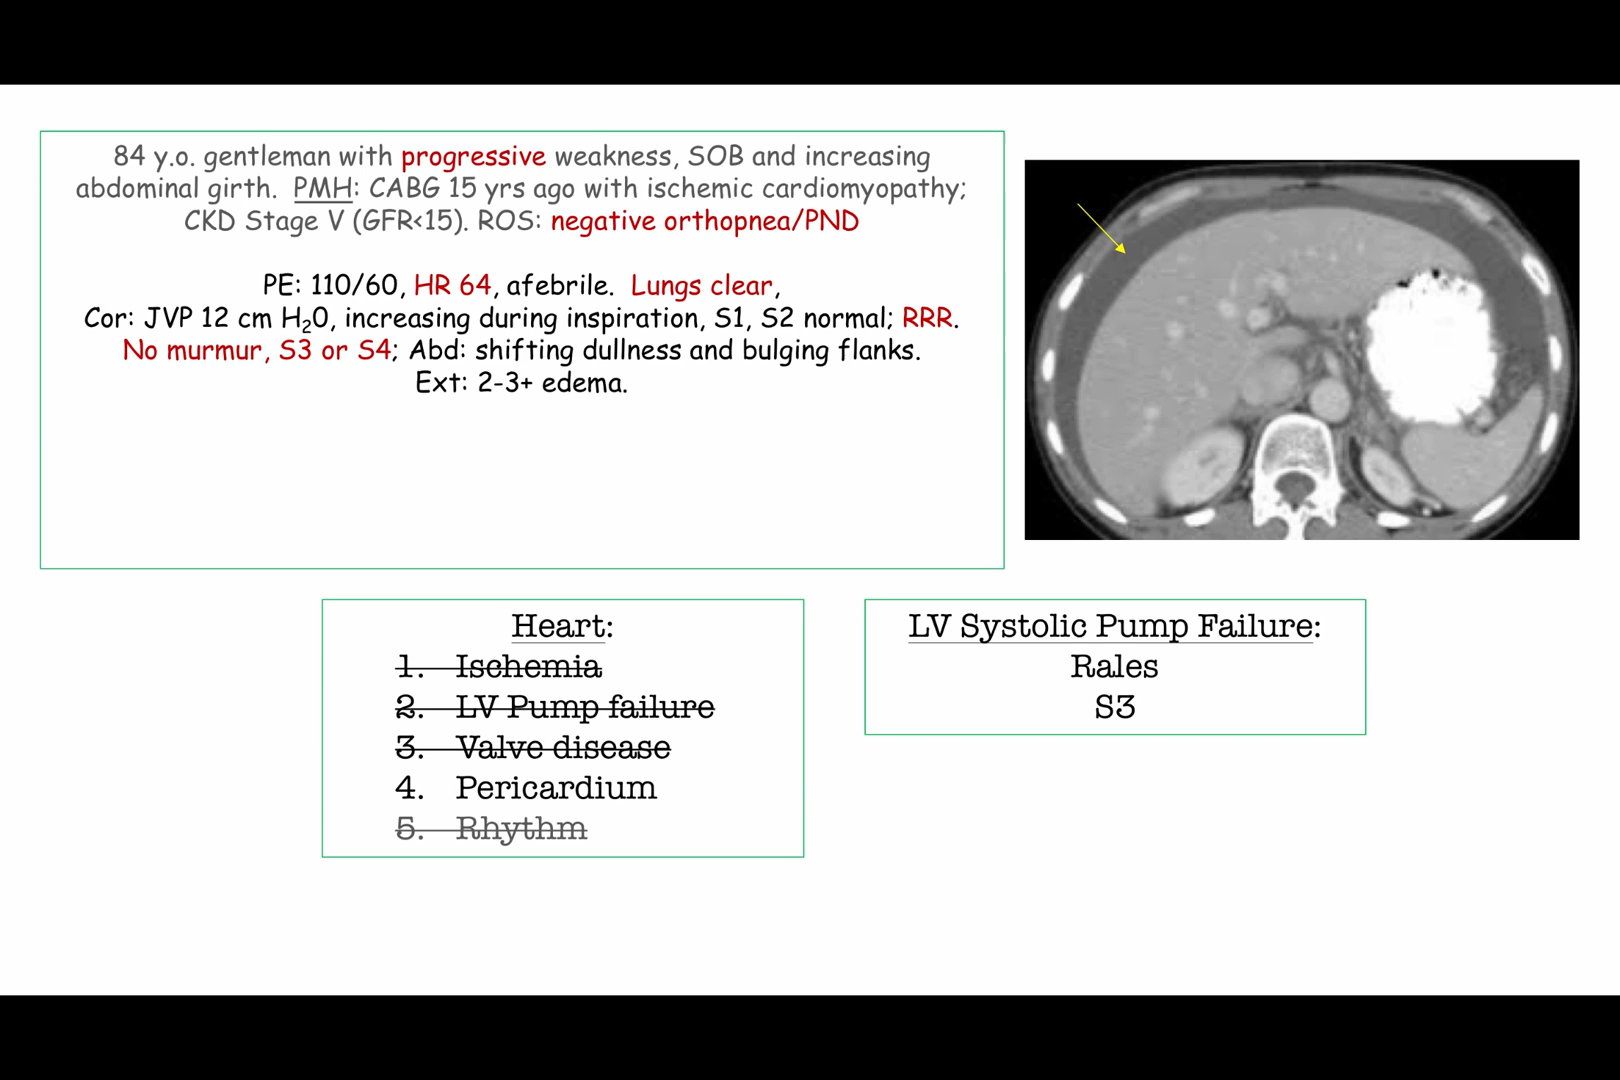 84 y.o. gentleman with progressive weakness, SOB and increasing
abdominal girth. PMH: CABG 15 yrs ago with ischemic cardiomyopathy;
CKD Stage V (GFR<15). ROS: negative orthopnea/PND
PE: 110/60, HR 64, afebrile. Lungs clear,
Cor: JVP 12 cm H₂0, increasing during inspiration, S1, S2 normal; RRR.
No murmur, S3 or S4; Abd: shifting dullness and bulging flanks.
Ext: 2-3+ edema.
Heart:
1. Ischemia
2. LV Pump failure
3. Valve disease
4. Pericardium
5. Rhythm
LV Systolic Pump Failure:
Rales
S3